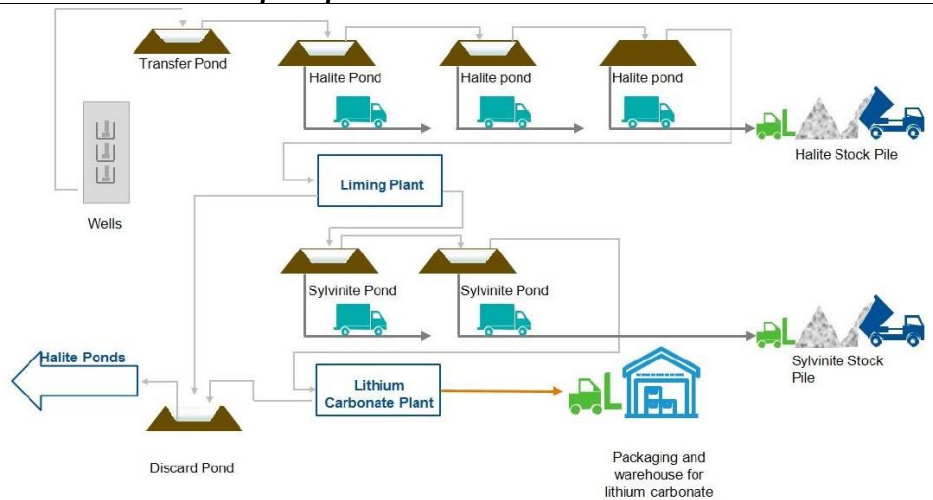 Transfer Pond
Halite Pond
Halite pond
Halite pond
Halite Stock Pile
Liming Plant
Wells
Sylvinite Pond
Sylvinite Pond
Sylvinite Stock
Pile
Halite Ponds
Lithium
Carbonate Plant
Discard Pond
Packaging and
warehouse for
lithium carbonate